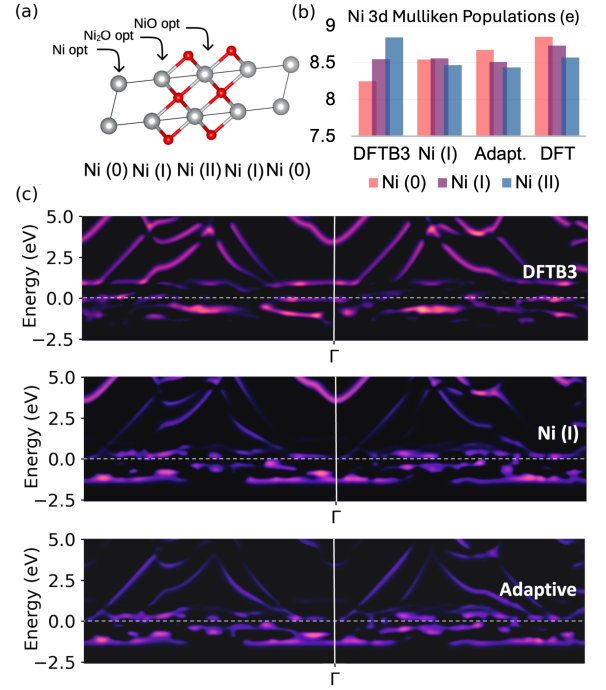 (a)
NiO opt
Ni₂O opt
Ni opt
Ni (0) Ni (I) Ni (II) Ni (I) Ni (0)
(b)
Ni 3d Mulliken Populations (e)
9
8.5
8
7.5
DFTB3 Ni (I) Adapt. DFT
Ni (0) Ni (I) Ni (II)
(c)
5.0
2.5
0.0
−2.5
Energy (eV)
DFTB3
Γ
5.0
2.5
0.0
−2.5
Energy (eV)
Ni (I)
Γ
5.0
2.5
0.0
−2.5
Energy (eV)
Adaptive
Γ